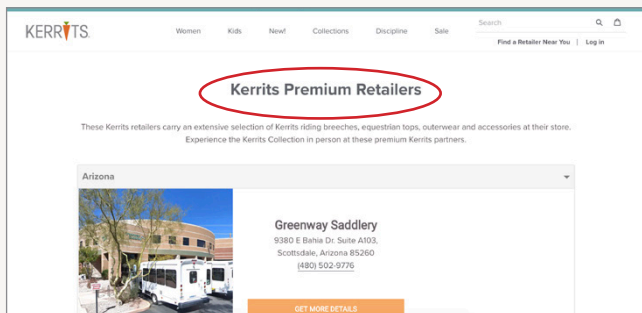 KERRITS
Women Kids New! Collections Discipline Sale
Search
Find a Retailer Near You | Log in
Kerrits Premium Retailers
These Kerrits retailers carry an extensive selection of Kerrits riding breeches, equestrian tops, outerwear and accessories at their store.
Experience the Kerrits Collection in person at these premium Kerrits partners.
Arizona
Greenway Saddlery
9380 E Bahia Dr. Suite A103,
Scottsdale, Arizona 85260
(480) 502-9776
GET MORE DETAILS